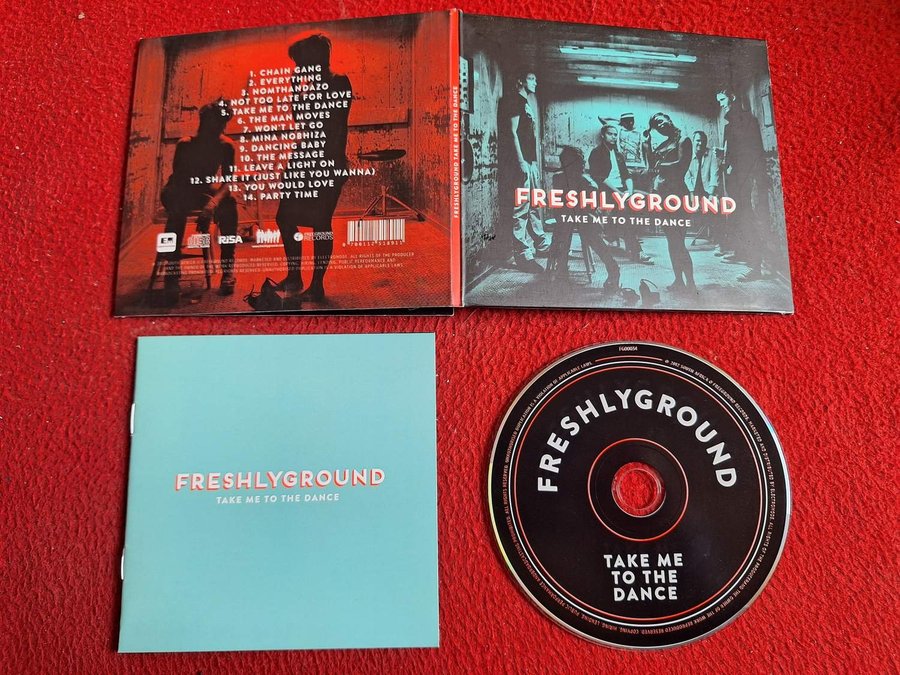 1. CHAIN GANG
2. EVERYTHING
3. NOMTHANDAZO
4. NOT TOO LATE FOR LOVE
5. TAKE ME TO THE DANCE
6. THE MAN MOVES
7. WON'T LET GO
8. MINA NOBHIZA
9. DANCING BABY
10. THE MESSAGE
11. LEAVE A LIGHT ON
12. SHAKE IT (JUST LIKE YOU WANNA)
13. YOU WOULD LOVE
14. PARTY TIME
RiSA
FREEGROUND
RECORDS
FRESHLYGROUND TAKE ME TO THE DANCE
FRESHLYGROUND
TAKE ME TO THE DANCE
FRESHLYGROUND
TAKE ME TO THE DANCE
FRESHLYGROUND
TAKE ME
TO THE
DANCE